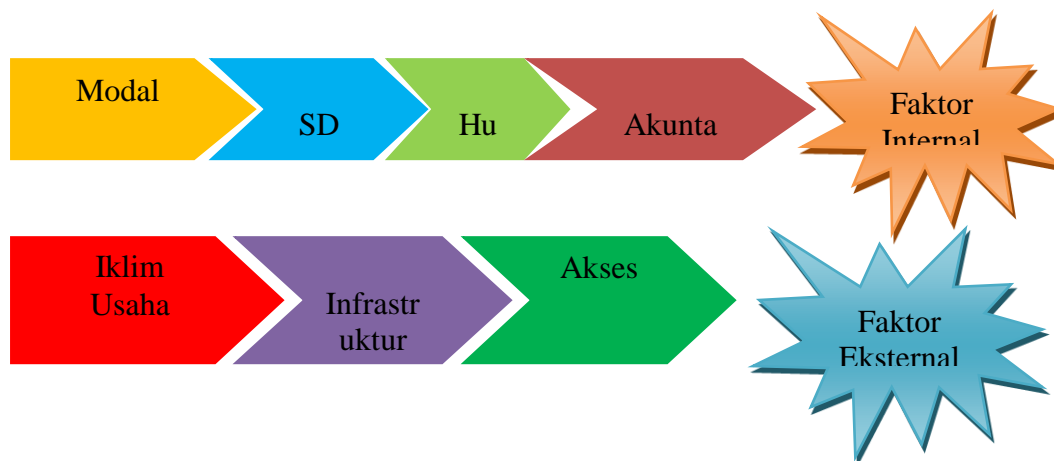 Modal
SD
Hu
Akunta
Faktor
Internal
Iklim
Usaha
Infrastr
uktur
Akses
Faktor
Eksternal